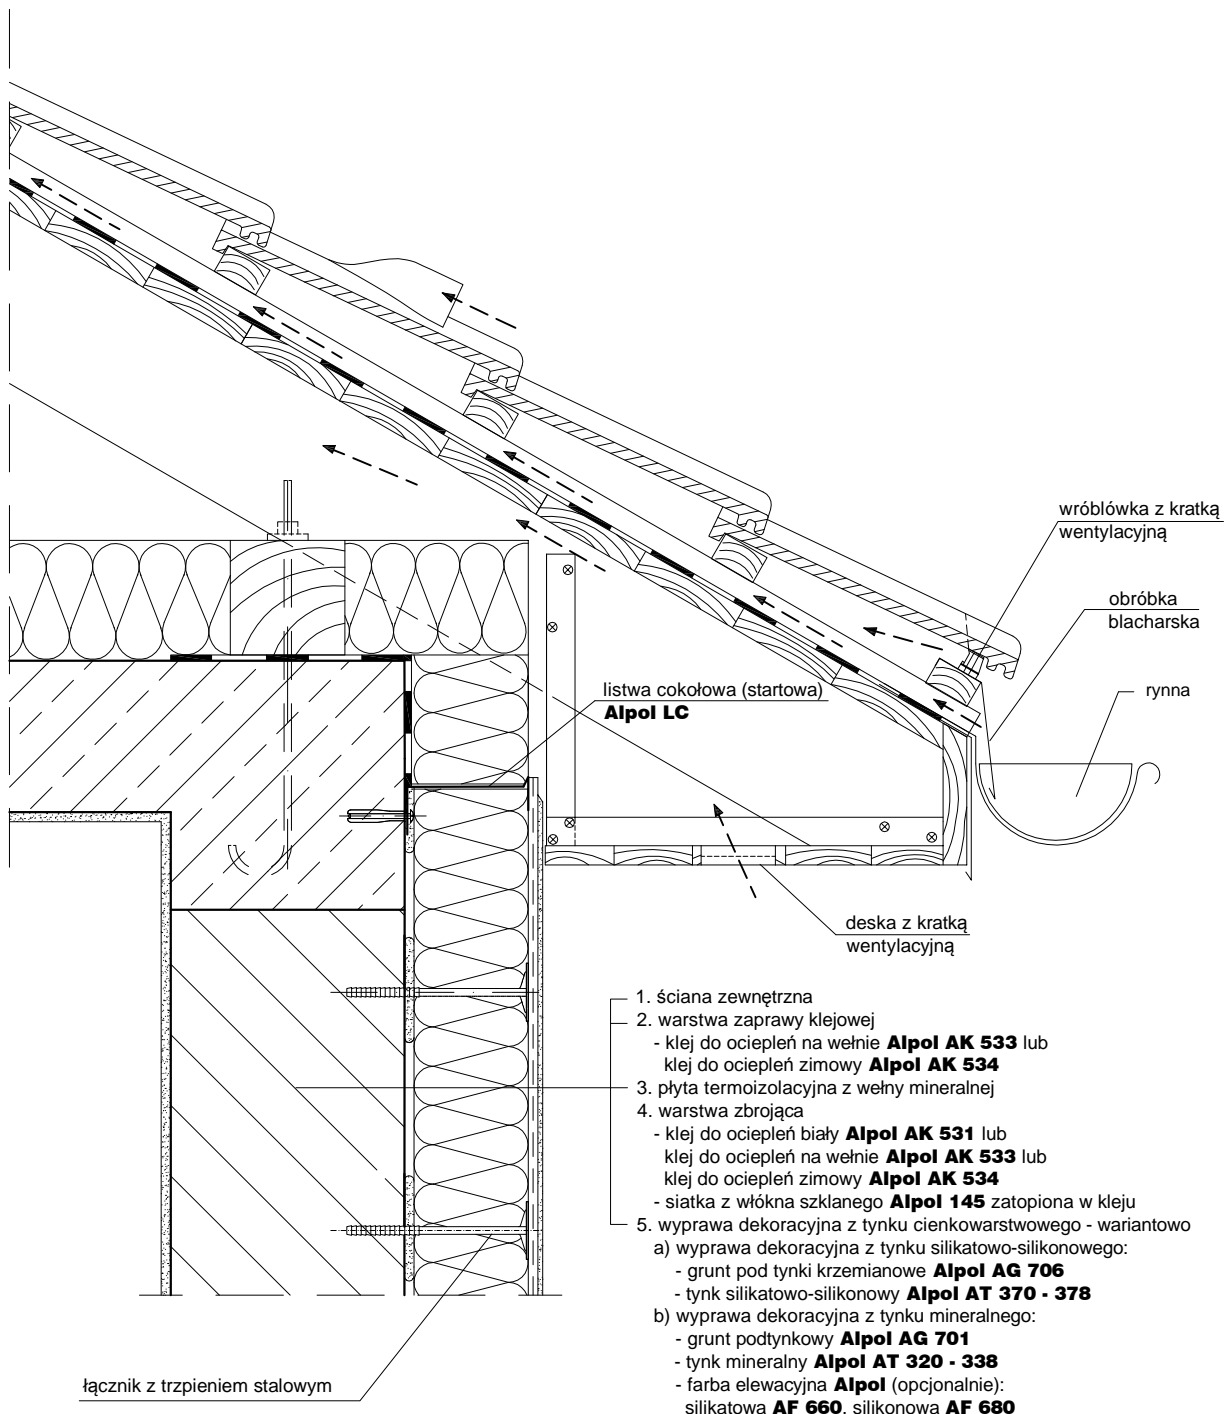 wróblówka z kratką
wentylacyjną
obróbka
blacharska
rynna
listwa cokołowa (startowa)
Alpol LC
deska z kratką
wentylacyjną
1. ściana zewnętrzna
2. warstwa zaprawy klejowej
- klej do ociepleń na wełnie Alpol AK 533 lub
klej do ociepleń zimowy Alpol AK 534
3. płyta termoizolacyjna z wełny mineralnej
4. warstwa zbrojąca
- klej do ociepleń biały Alpol AK 531 lub
klej do ociepleń na wełnie Alpol AK 533 lub
klej do ociepleń zimowy Alpol AK 534
- siatka z włókna szklanego Alpol 145 zatopiona w kleju
5. wyprawa dekoracyjna z tynku cienkowarstwowego - wariantowo
a) wyprawa dekoracyjna z tynku silikatowo-silikonowego:
- grunt pod tynki krzemianowe Alpol AG 706
- tynk silikatowo-silikonowy Alpol AT 370 - 378
b) wyprawa dekoracyjna z tynku mineralnego:
- grunt podtynkowy Alpol AG 701
- tynk mineralny Alpol AT 320 - 338
- farba elewacyjna Alpol (opcjonalnie):
silikatowa AF 660, silikonowa AF 680
łącznik z trzpieniem stalowym